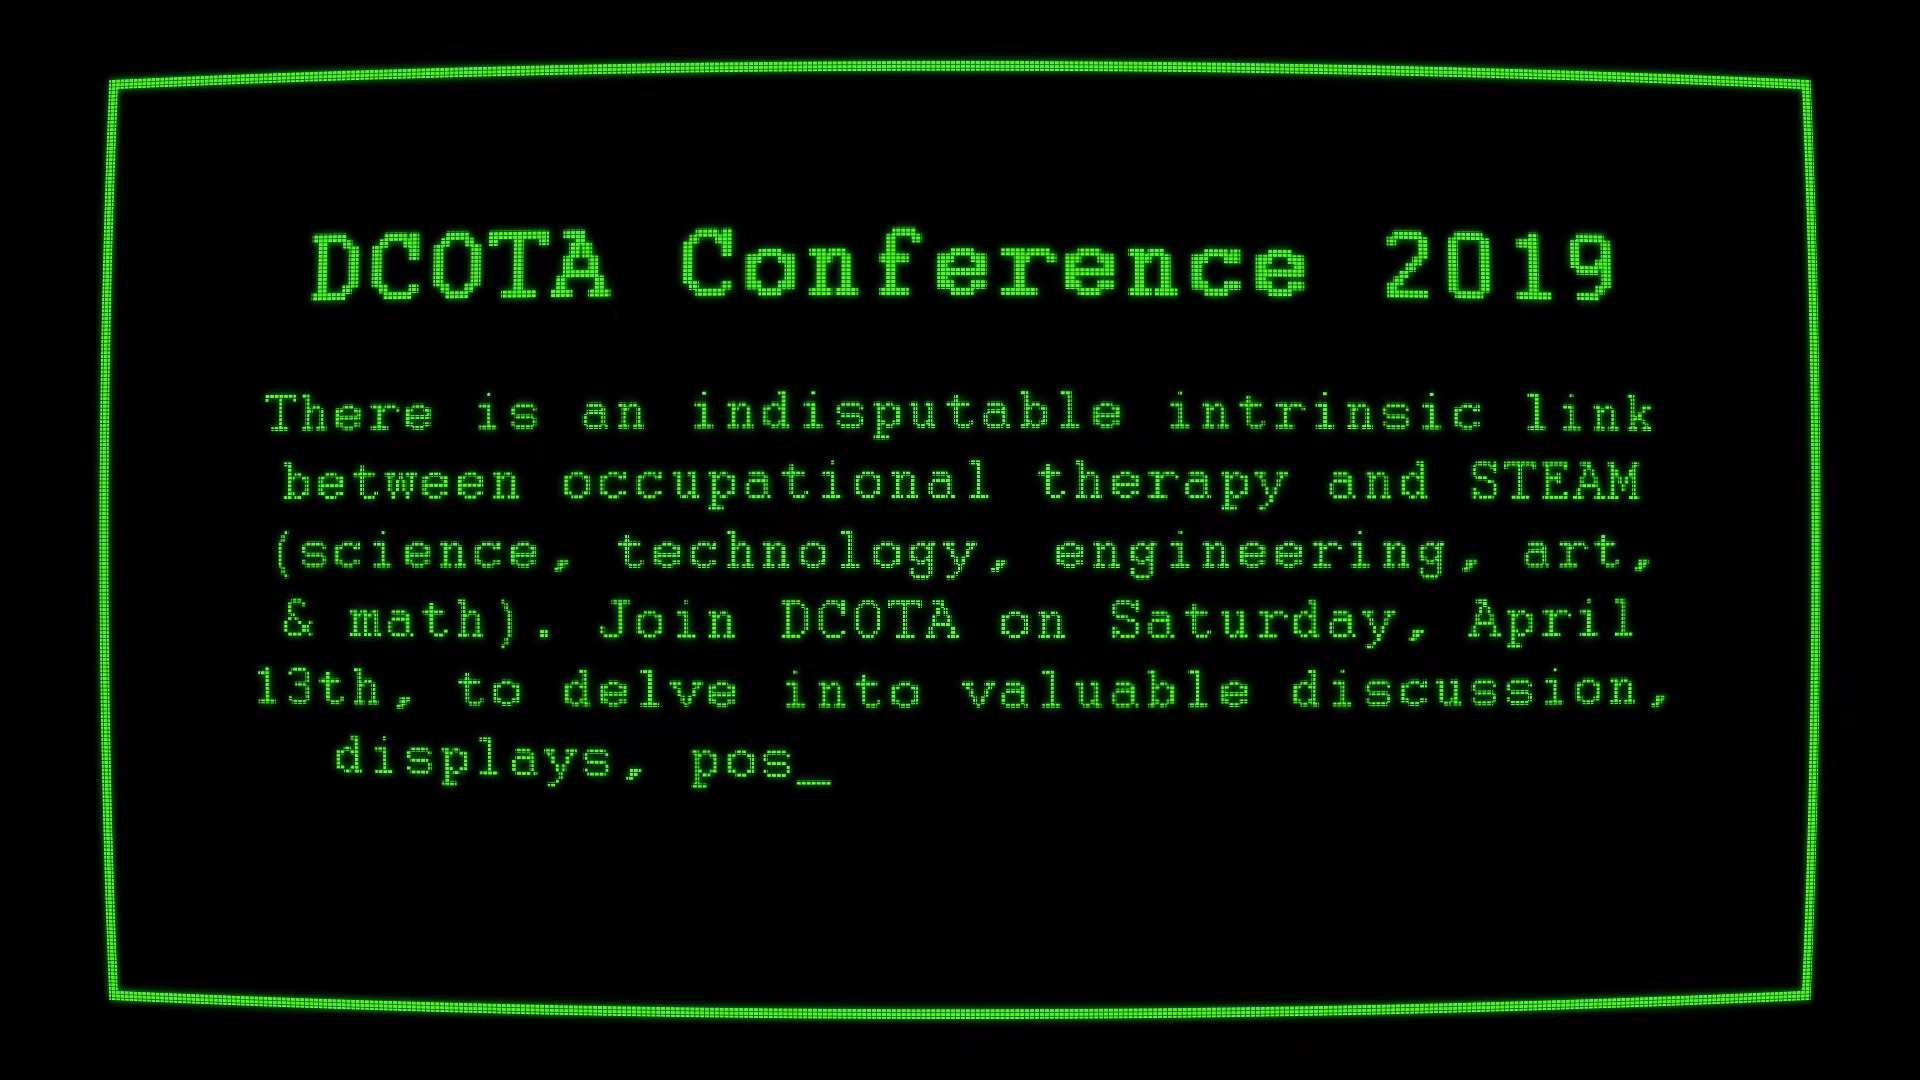 DCOTA Conference 2019
There is an indisputable intrinsic link
between occupational therapy and STEAM
(science, technology, engineering, art,
& math). Join DCOTA on Saturday, April
13th, to delve into valuable discussion,
displays, pos_